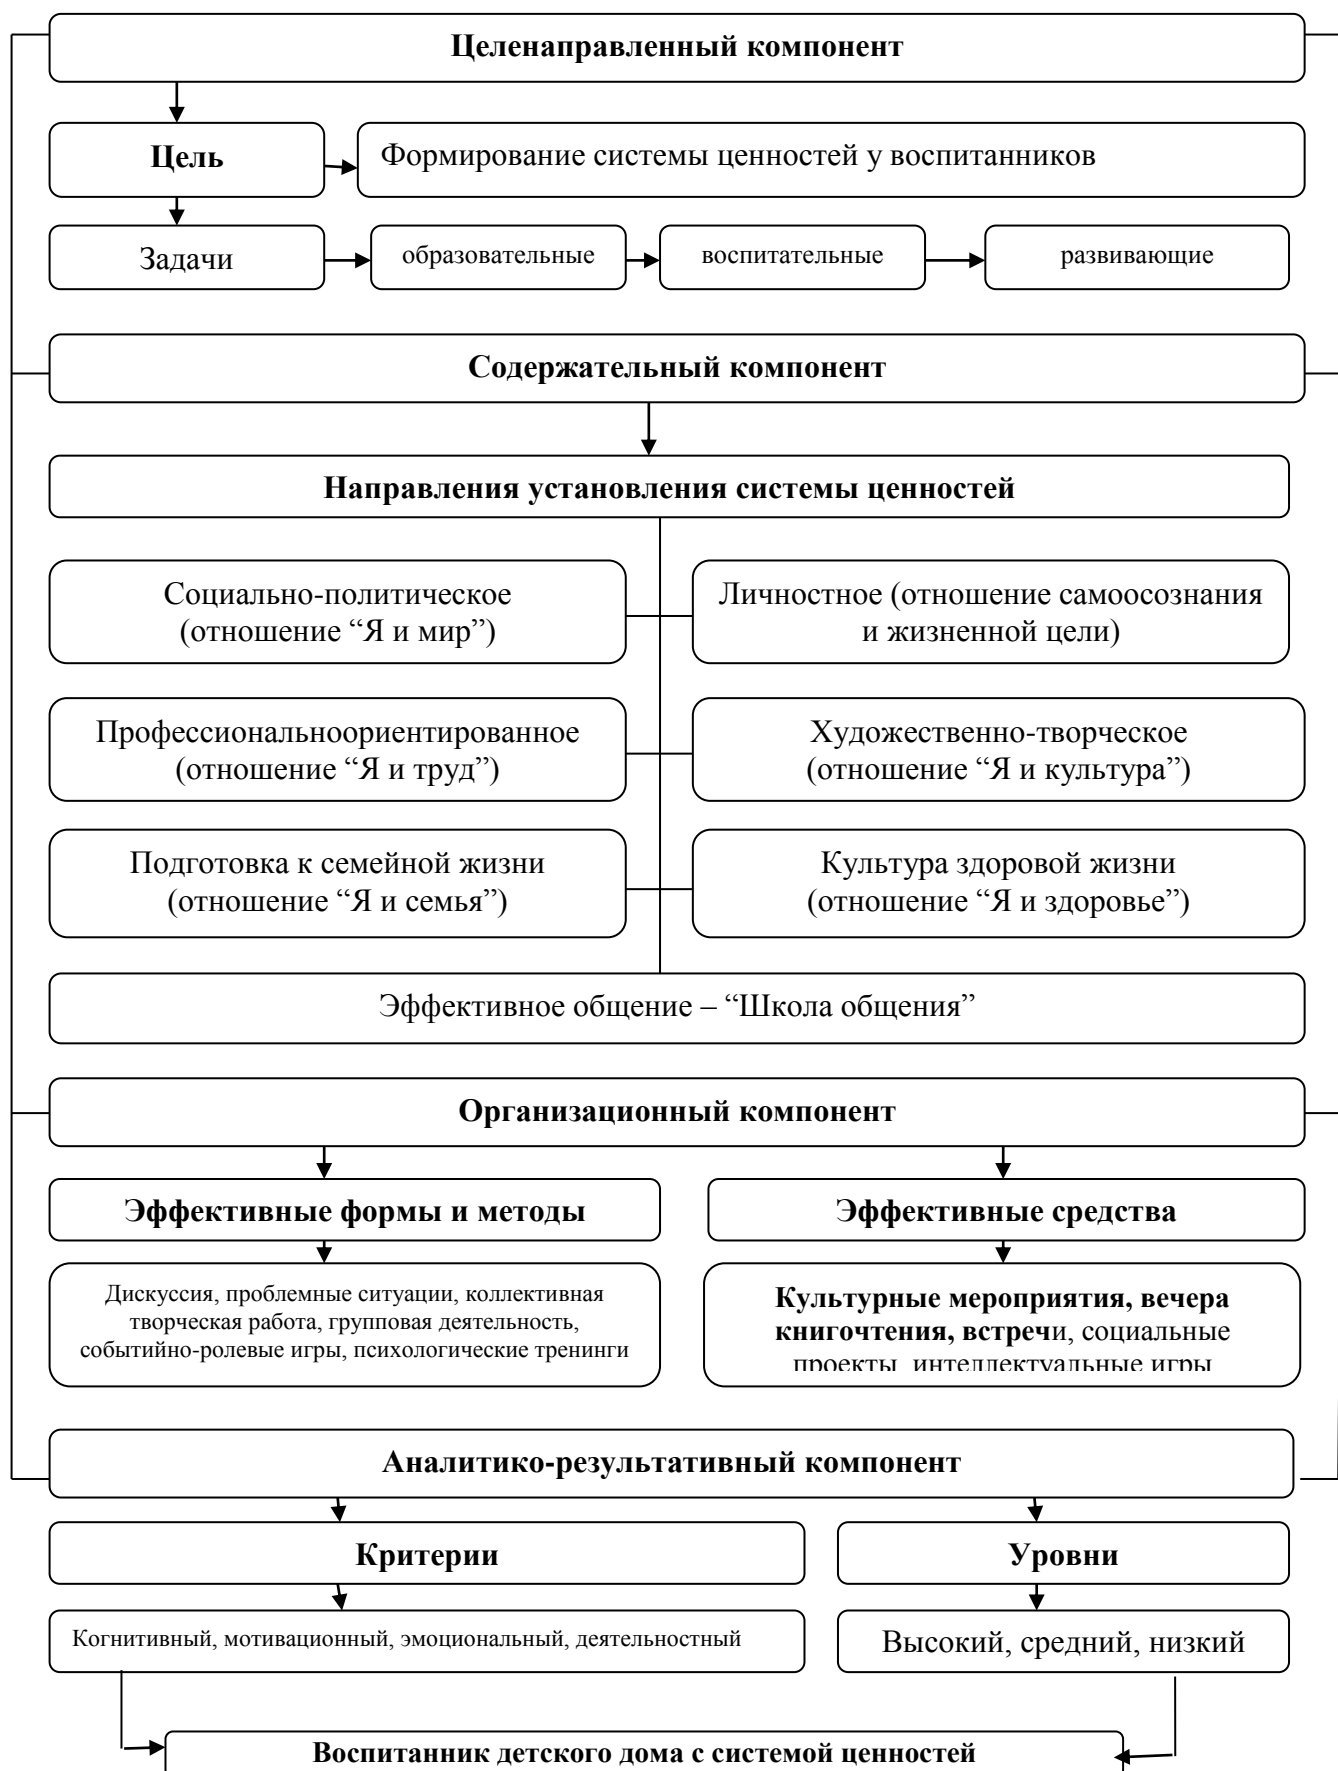 Целенаправленный компонент
Цель
Формирование системы ценностей у воспитанников
Задачи
образовательные
воспитательные
развивающие
Содержательный компонент
Направления установления системы ценностей
Социально-политическое
(отношение “Я и мир”)
Личностное (отношение самоосознания
и жизненной цели)
Профессиональноориентированное
(отношение “Я и труд”)
Художественно-творческое
(отношение “Я и культура”)
Подготовка к семейной жизни
(отношение “Я и семья”)
Культура здоровой жизни
(отношение “Я и здоровье”)
Эффективное общение – “Школа общения”
Организационный компонент
Эффективные формы и методы
Эффективные средства
Дискуссия, проблемные ситуации, коллективная
творческая работа, групповая деятельность,
событийно-ролевые игры, психологические тренинги
Культурные мероприятия, вечера
книгочтения, встречи, социальные
проекты, интеллектуальные игры
Аналитико-результативный компонент
Критерии
Уровни
Когнитивный, мотивационный, эмоциональный, деятельностный
Высокий, средний, низкий
Воспитанник детского дома с системой ценностей